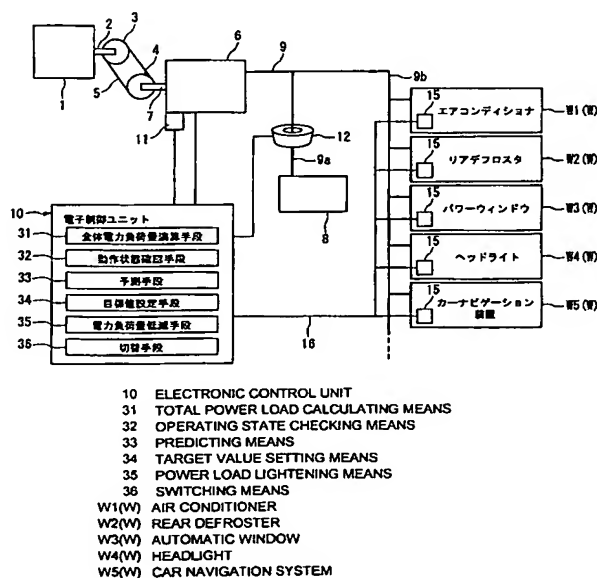 2
3
6
9
9b
4
1
5
7
11
12
9a
8
15
エアコンディショナ
W1(W)
15
リアデフロスタ
W2(W)
15
パワーウィンドウ
W3(W)
15
ヘッドライト
W4(W)
15
カーナビゲーション
装置
W5(W)
10
電子制御ユニット
31
全体電力負荷量演算手段
32
動作状態確認手段
33
予測手段
34
目標値設定手段
35
電力負荷量低減手段
36
切替手段
16
10 ELECTRONIC CONTROL UNIT
31 TOTAL POWER LOAD CALCULATING MEANS
32 OPERATING STATE CHECKING MEANS
33 PREDICTING MEANS
34 TARGET VALUE SETTING MEANS
35 POWER LOAD LIGHTENING MEANS
36 SWITCHING MEANS
W1(W) AIR CONDITIONER
W2(W) REAR DEFROSTER
W3(W) AUTOMATIC WINDOW
W4(W) HEADLIGHT
W5(W) CAR NAVIGATION SYSTEM